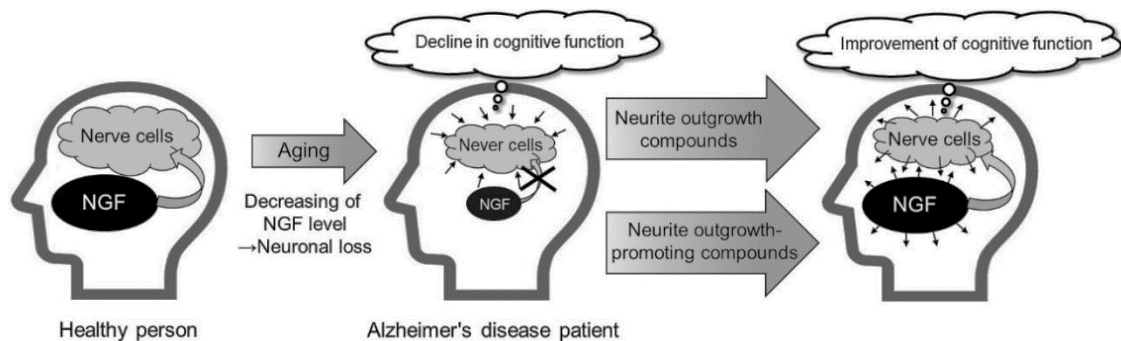 Decline in cognitive function
Improvement of cognitive function
Nerve cells
NGF
Aging
Decreasing of
NGF level
→Neuronal loss
Never cells
NGF
Neurite outgrowth
compounds
Neurite outgrowth-
promoting compounds
Nerve cells
NGF
Healthy person
Alzheimer's disease patient